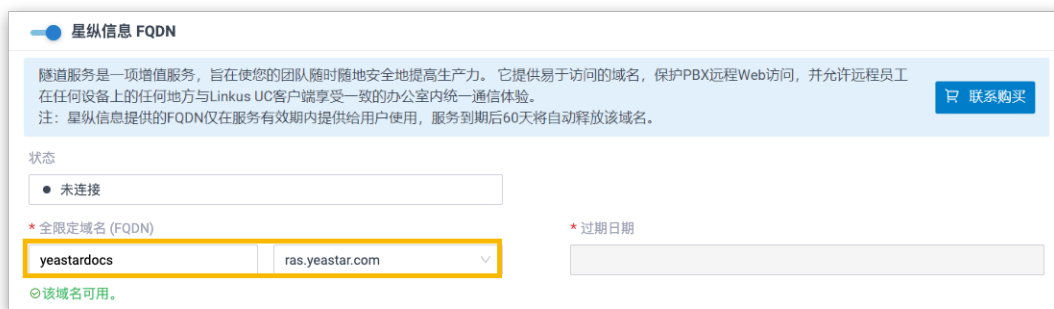 星纵信息 FQDN
隧道服务是一项增值服务，旨在使您的团队随时随地安全地提高生产力。 它提供易于访问的域名，保护PBX远程Web访问，并允许远程员工
在任何设备上的任何地方与Linkus UC客户端享受一致的办公室内统一通信体验。
注：星纵信息提供的FQDN仅在服务有效期内提供给用户使用，服务到期后60天将自动释放该域名。
联系购买
状态
未连接
* 全限定域名 (FQDN)
* 过期日期
yeastardocs
ras.yeastar.com
该域名可用。